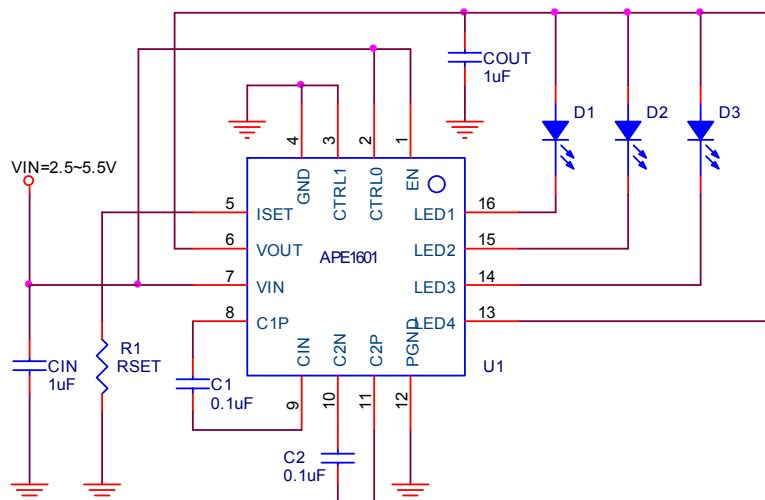 COUT
1uF
D1
D2
D3
4
3
2
1
GND
CTRL1
CTRL0
EN
VIN=2.5~5.5V
5
ISET
LED1
16
6
VOUT
LED2
15
APE1601
7
VIN
LED3
14
8
C1P
LED4
13
CIN
C2N
C2P
PGND
U1
R1
RSET
CIN
1uF
C1
0.1uF
9
10
11
12
C2
0.1uF